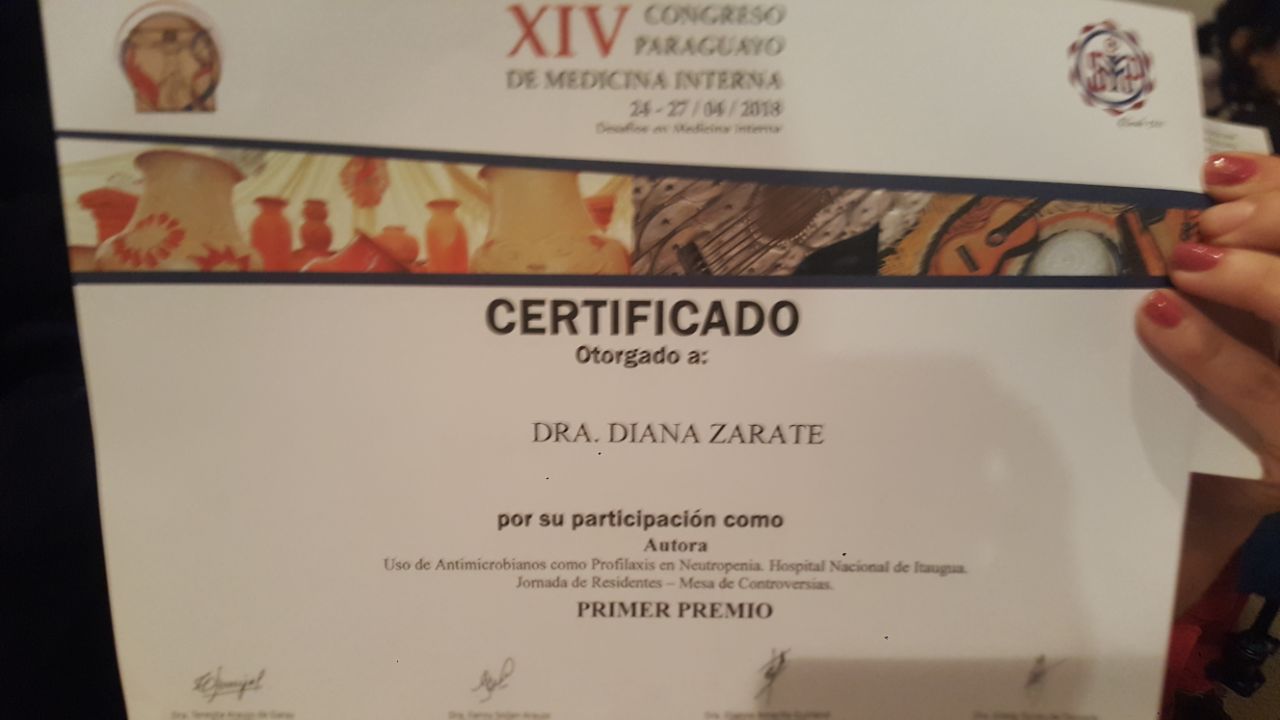 XIV CONGRESO
PARAGUAYO
DE MEDICINA INTERNA
24 - 27 / 04 / 2018
Desafíos en Medicina Interna
CERTIFICADO
Otorgado a:
DRA. DIANA ZARATE
por su participación como
Autora
Uso de Antimicrobianos como Profilaxis en Neutropenia. Hospital Nacional de Itaugua.
Jornada de Residentes – Mesa de Controversias.
PRIMER PREMIO